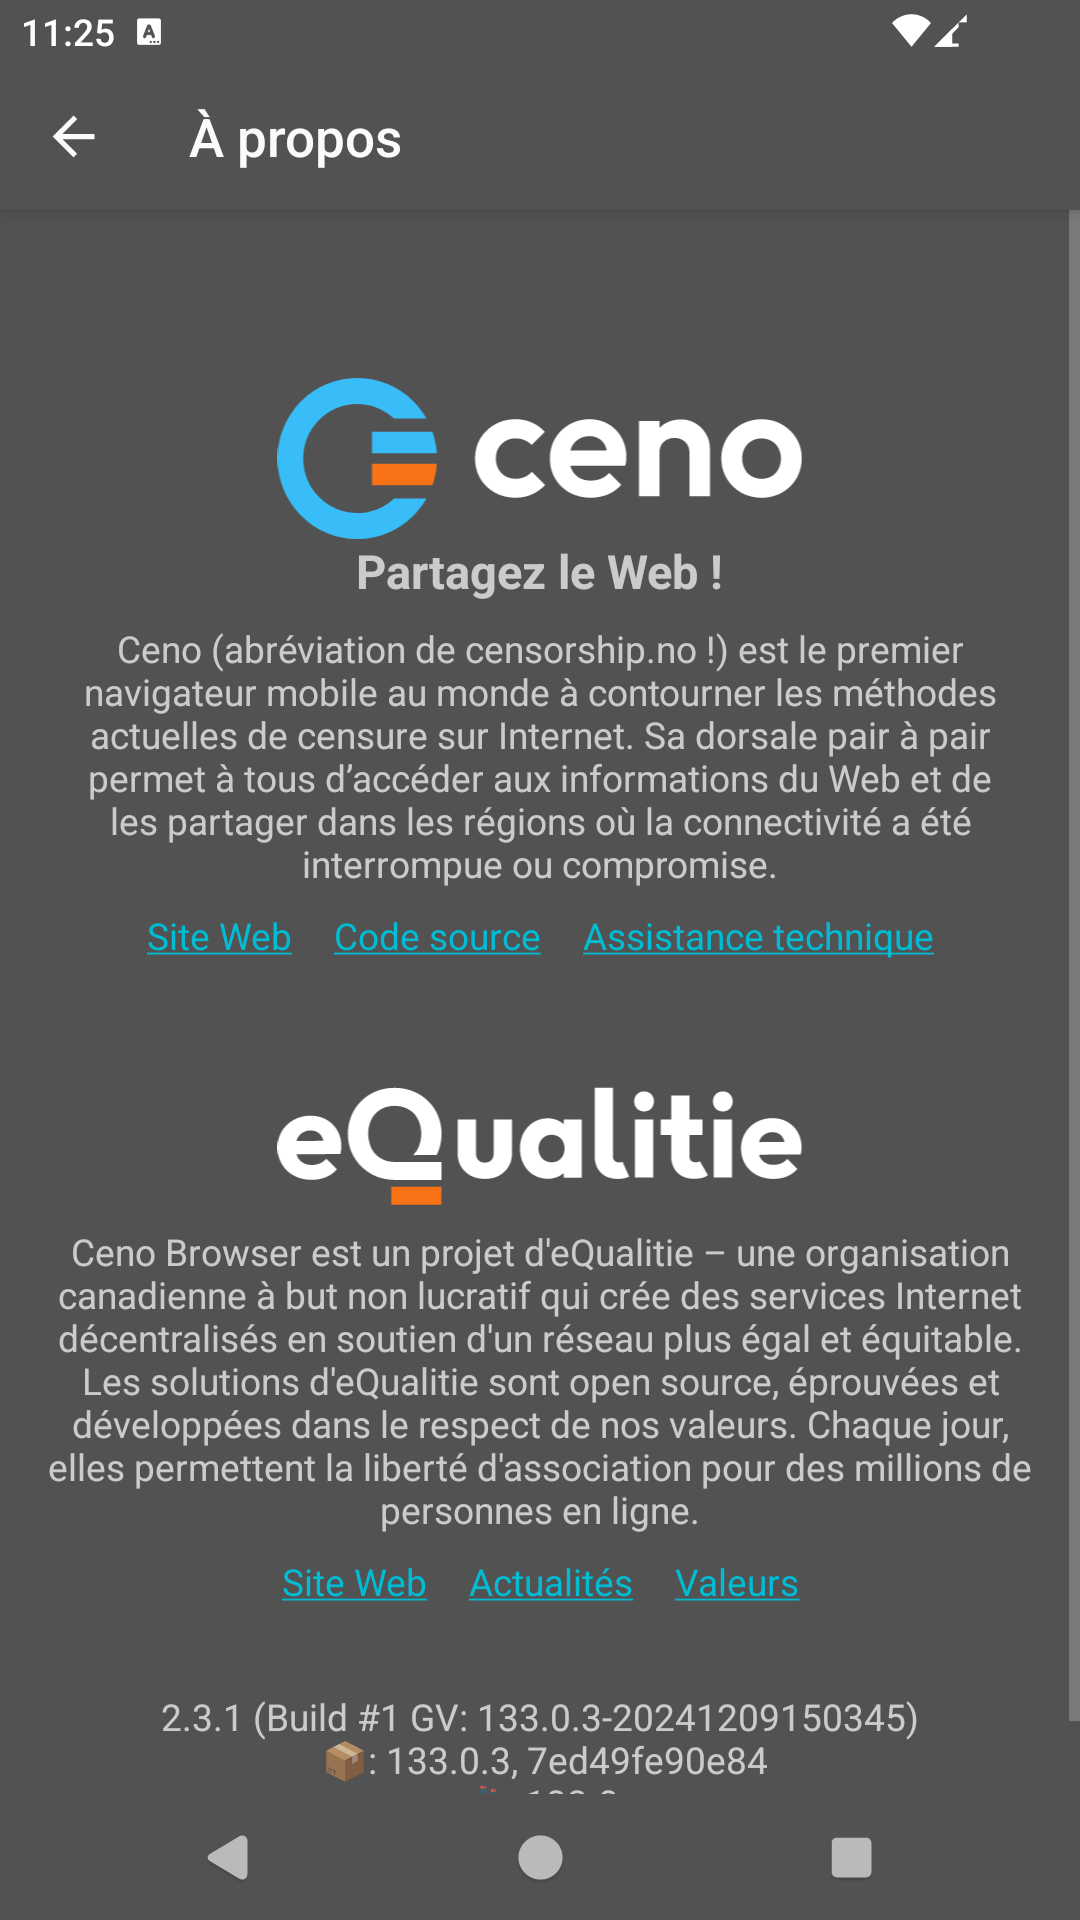 11:25
À propos
ceno
Partagez le Web !
Ceno (abréviation de censorship.no !) est le premier
navigateur mobile au monde à contourner les méthodes
actuelles de censure sur Internet. Sa dorsale pair à pair
permet à tous d’accéder aux informations du Web et de
les partager dans les régions où la connectivité a été
interrompue ou compromise.
Site Web Code source Assistance technique
eQualitie
Ceno Browser est un projet d'eQualitie – une organisation
canadienne à but non lucratif qui crée des services Internet
décentralisés en soutien d'un réseau plus égal et équitable.
Les solutions d'eQualitie sont open source, éprouvées et
développées dans le respect de nos valeurs. Chaque jour,
elles permettent la liberté d'association pour des millions de
personnes en ligne.
Site Web Actualités Valeurs
2.3.1 (Build #1 GV: 133.0.3-20241209150345)
📦: 133.0.3, 7ed49fe90e84